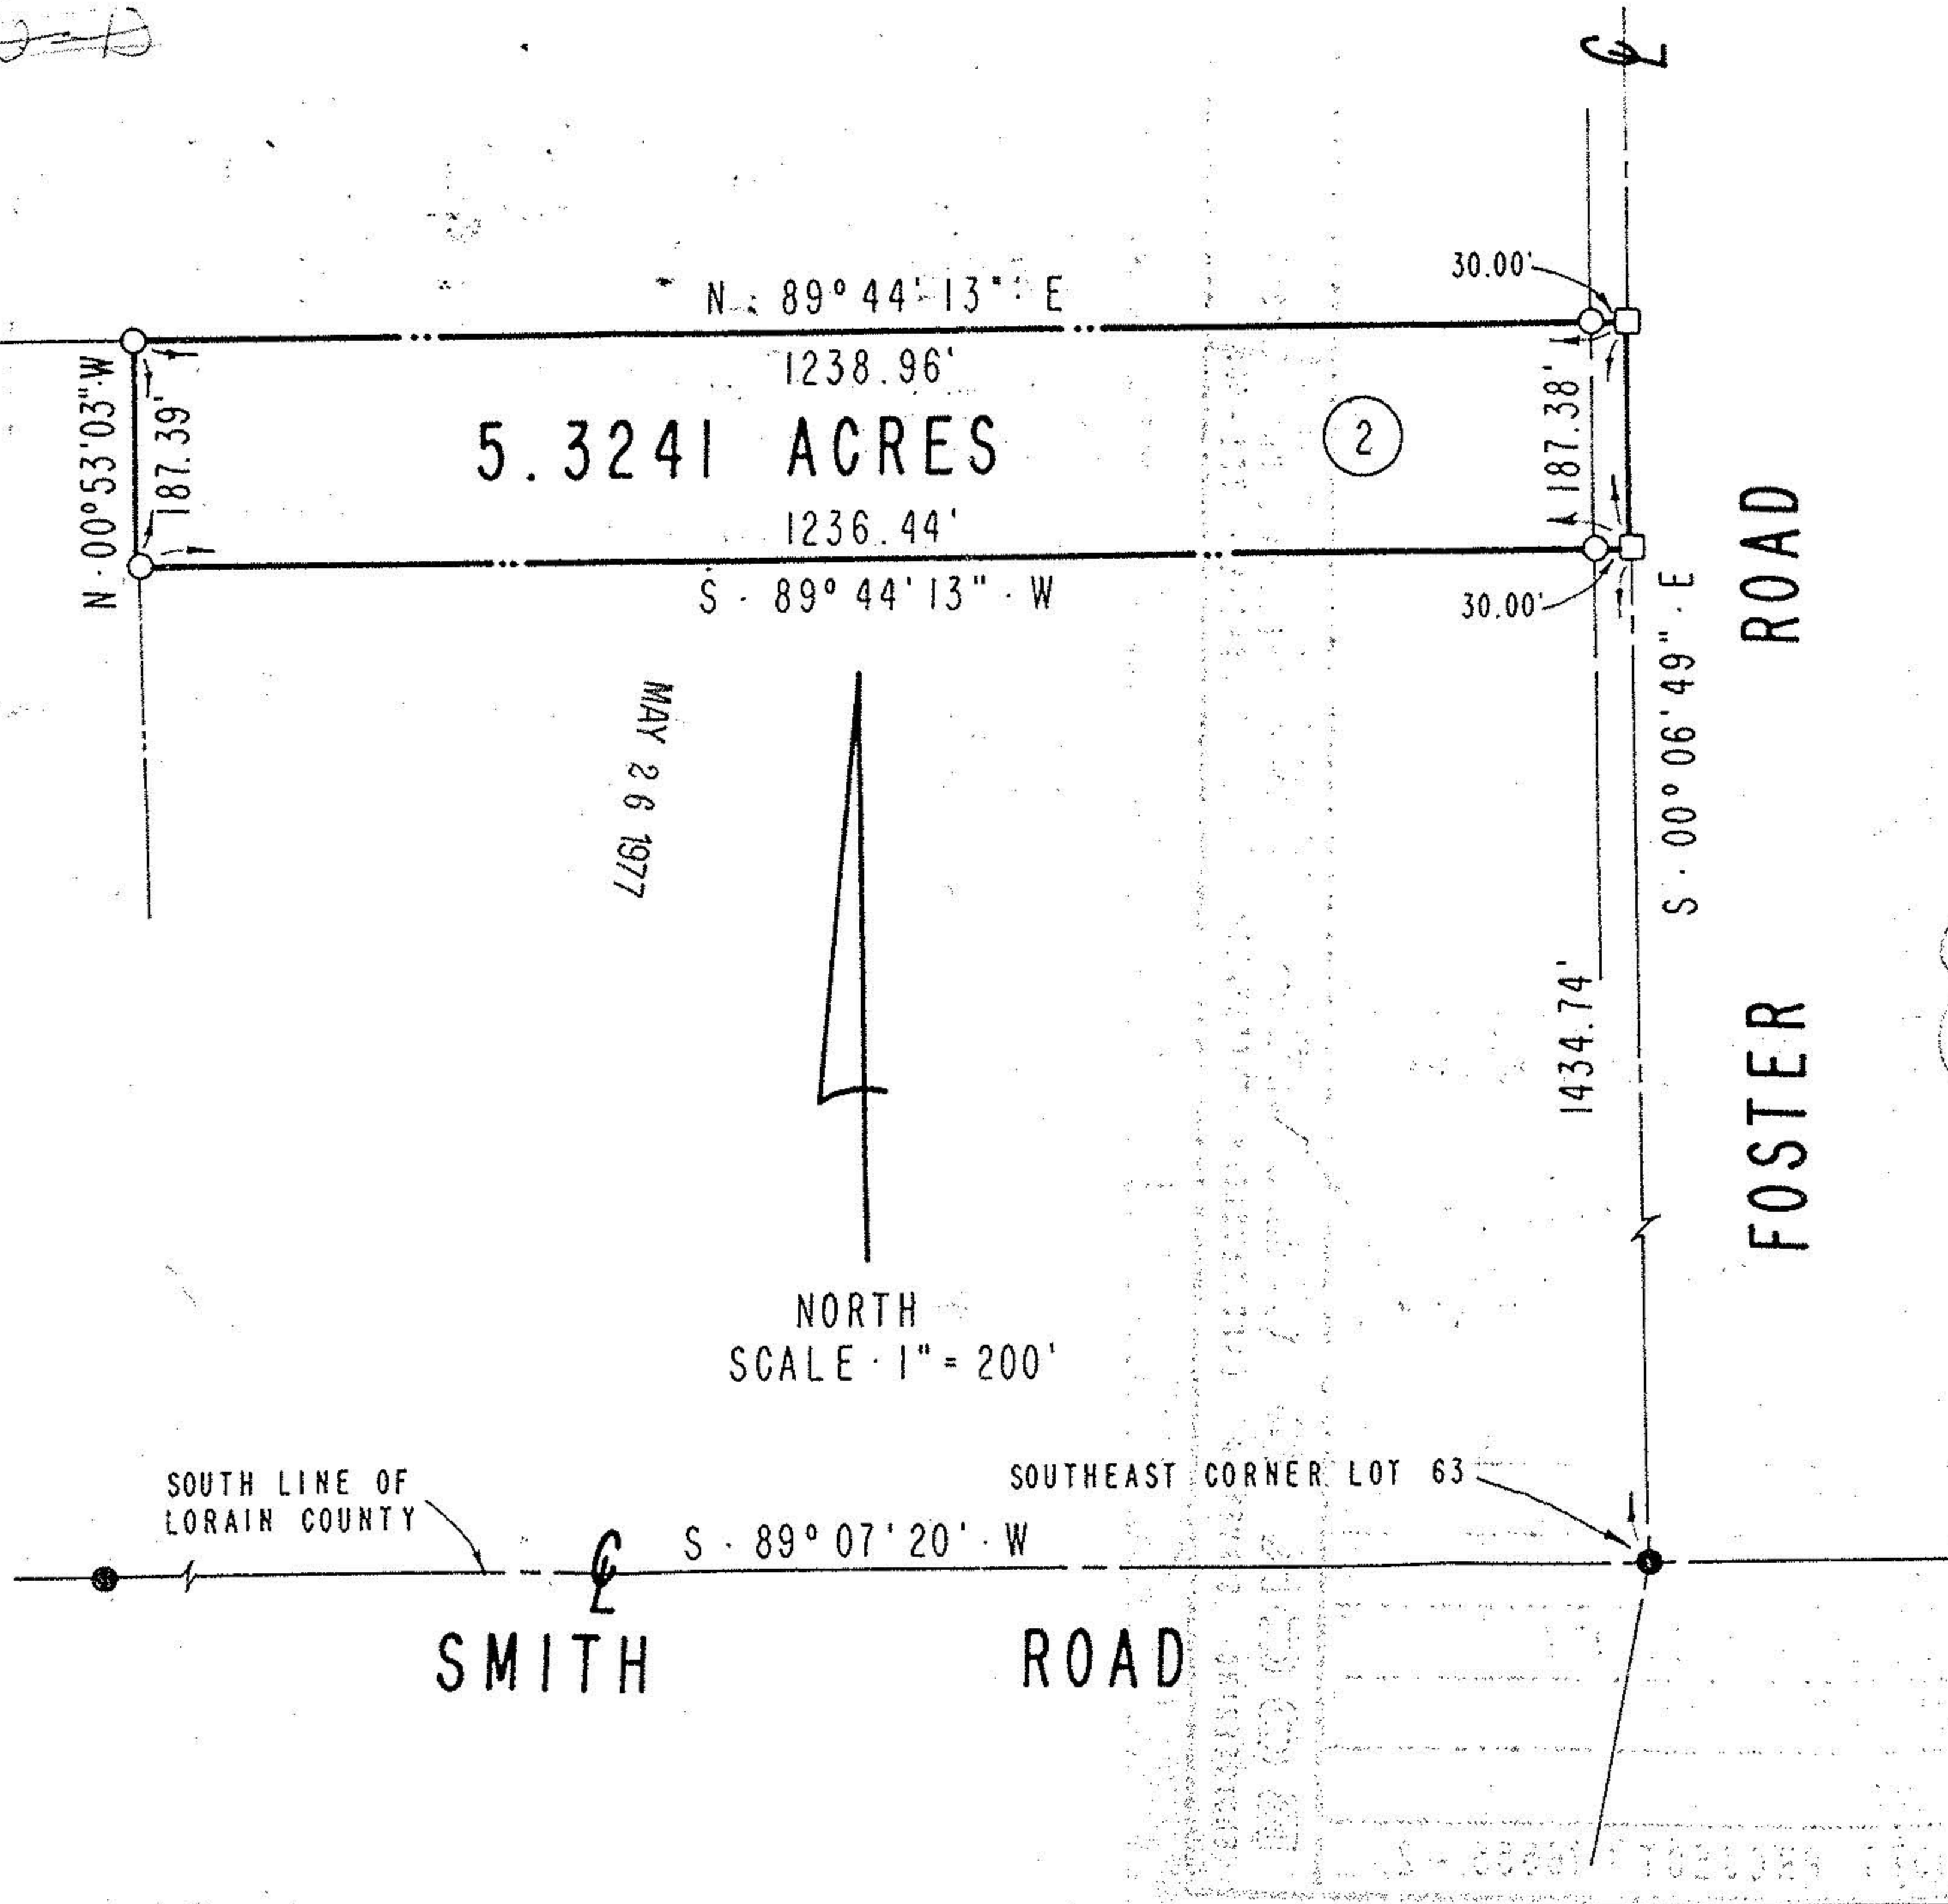 ℄
30.00'
N · 89° 44' 13" · E
1238.96'
N · 00° 53' 03" W
187.39'
5.3241 ACRES
2
187.38'
1236.44'
S · 89° 44' 13" · W
30.00'
ROAD
S · 00° 06' 49" · E
MAY 26 1977
1434.74'
FOSTER
NORTH
SCALE · 1" = 200'
SOUTH LINE OF
LORAIN COUNTY
SOUTHEAST CORNER LOT 63
℄
S · 89° 07' 20' · W
SMITH ROAD